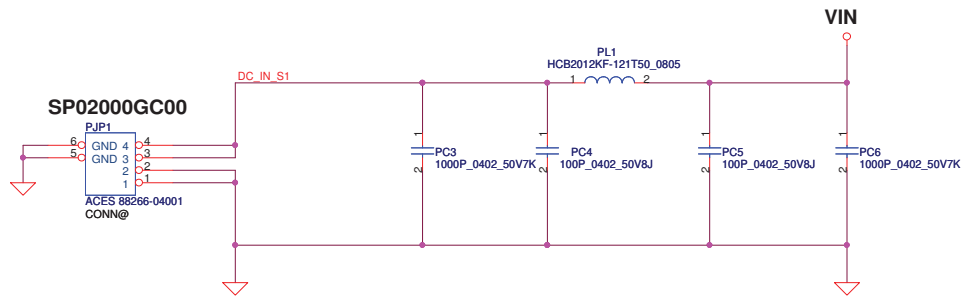 VIN
PL1
HCB2012KF-121T50_0805
DC_IN_S1
1 2
SP02000GC00
PJP1
6 GND 4 4
5 GND 3 3
2 2
1 1
ACES 88266-04001
CONN@
1
PC3
1000P_0402_50V7K
2
1
PC4
100P_0402_50V8J
2
1
PC5
100P_0402_50V8J
2
1
PC6
1000P_0402_50V7K
2